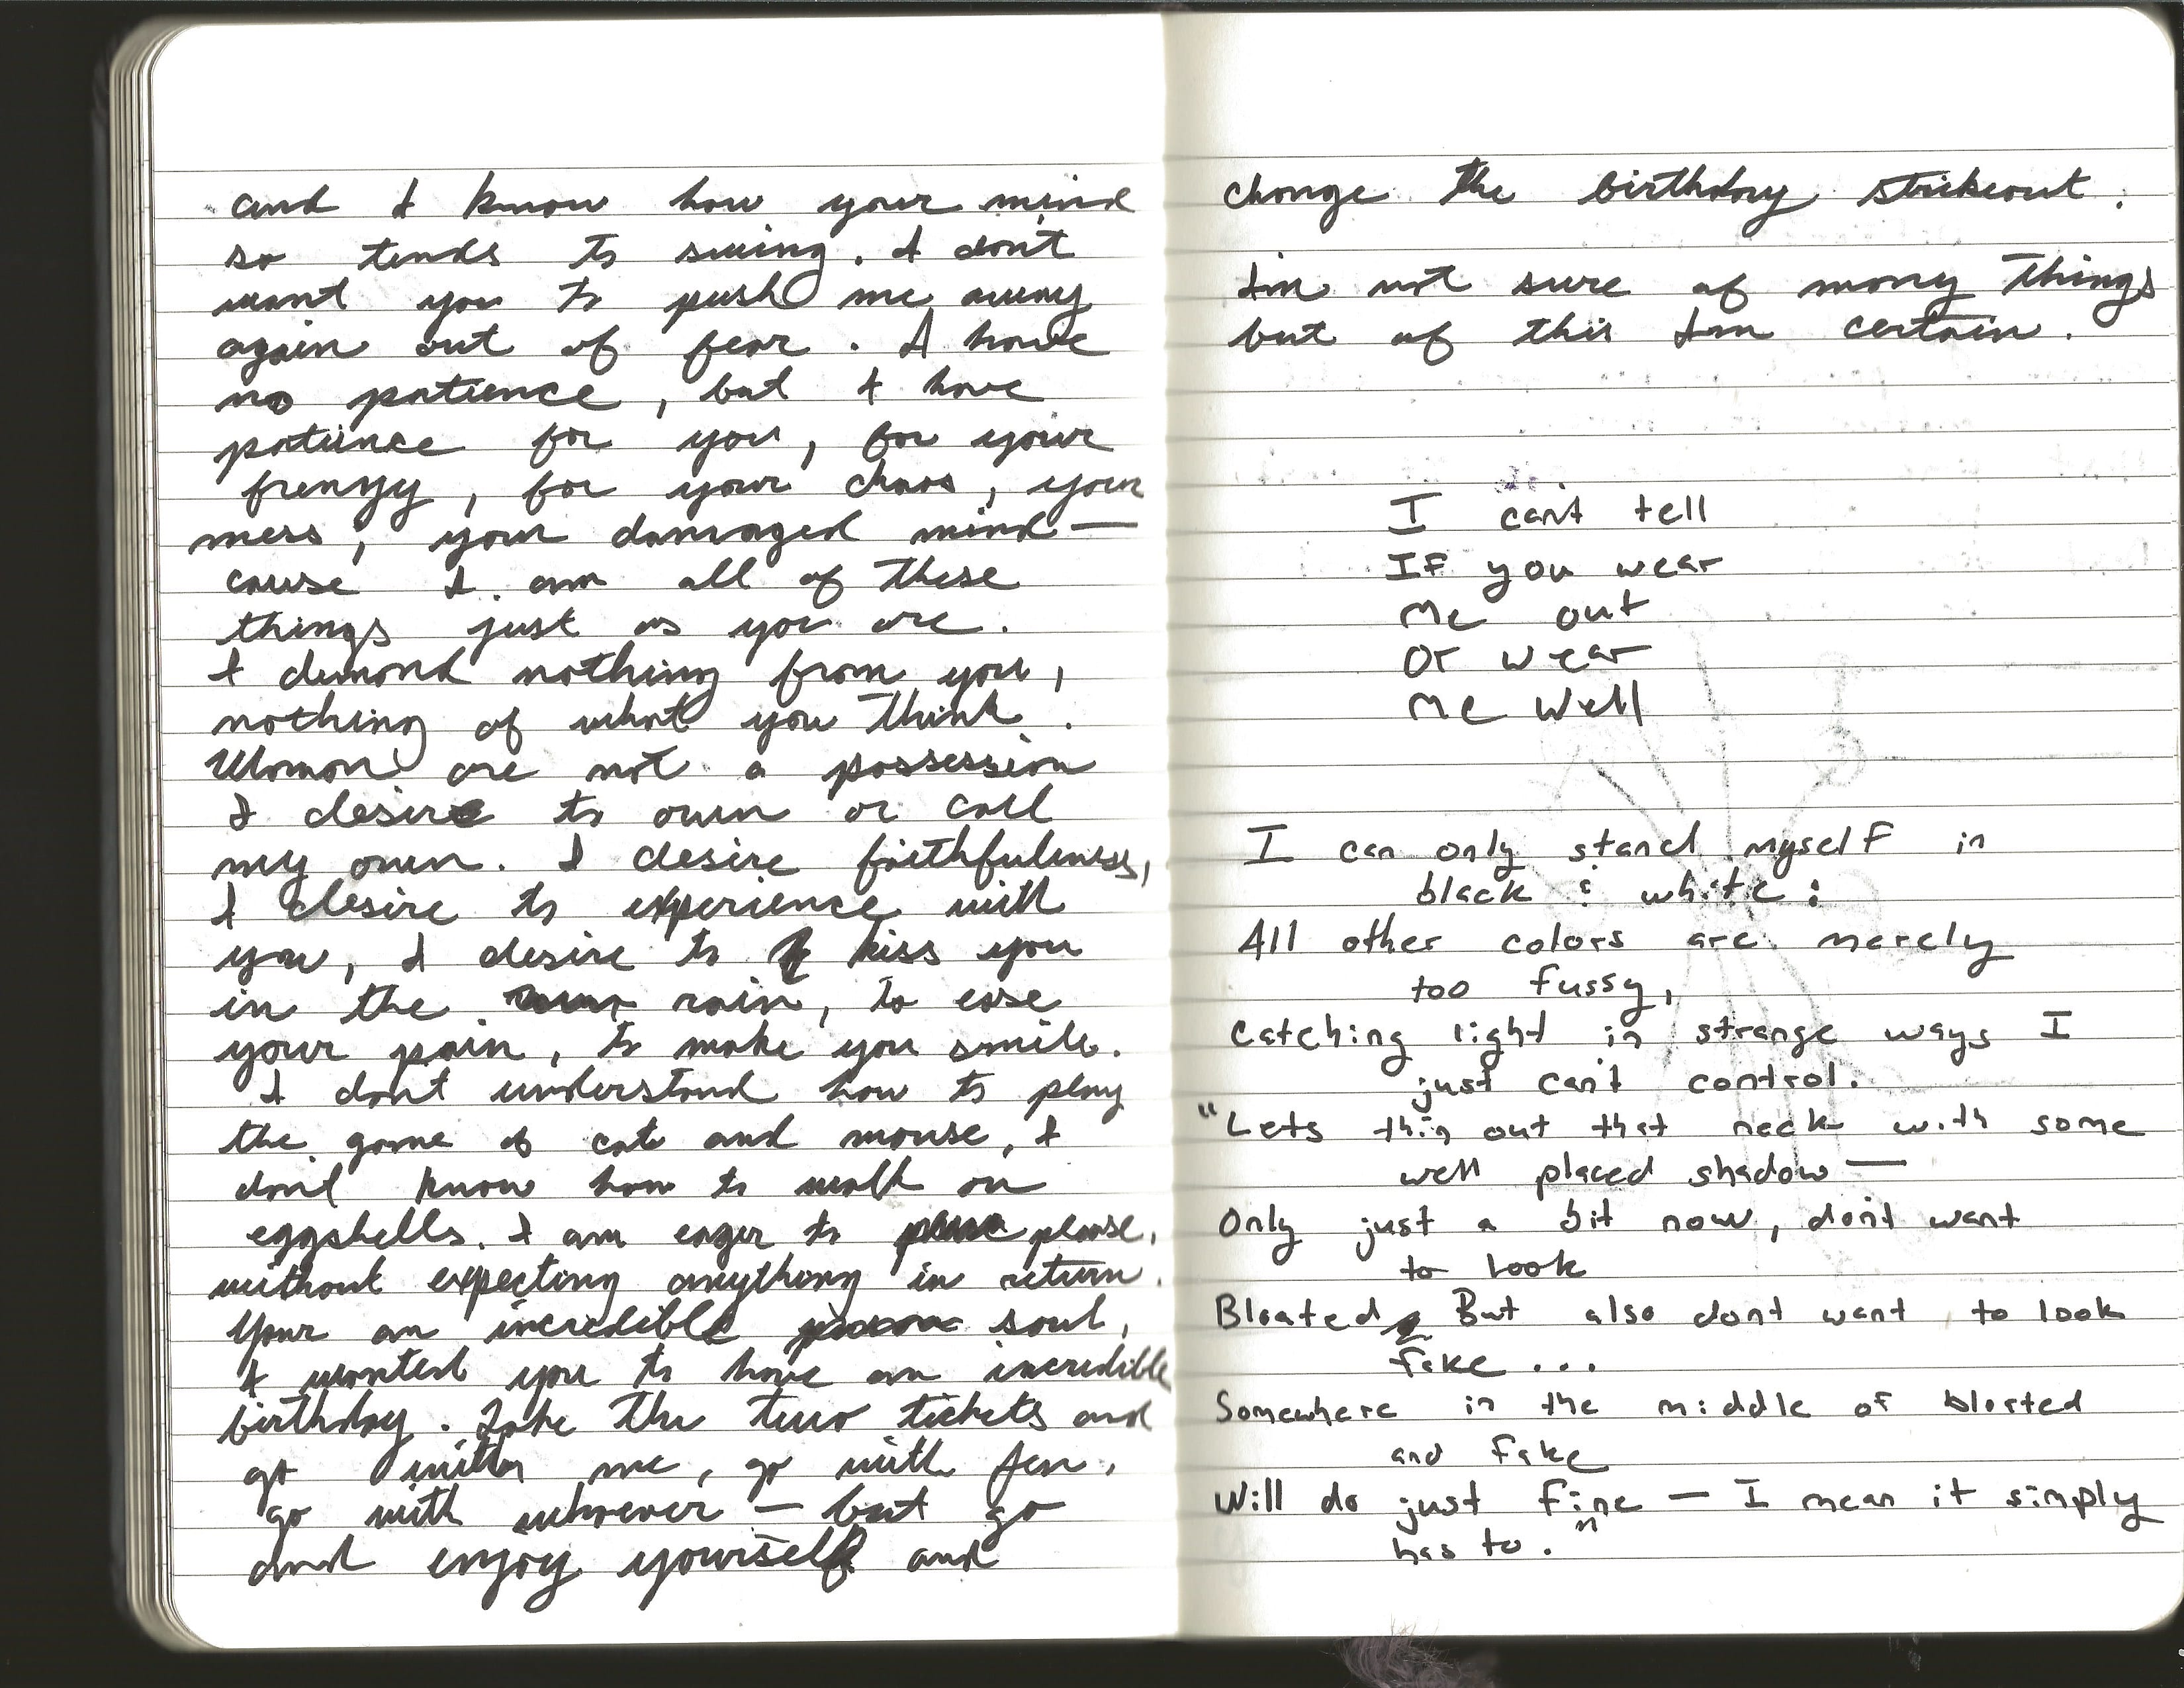 and I know how your mind
so tends to swing. I don't
want you to push me away
again out of fear. I have
no patience, but I have
patience for you, for your
frenzy, for your chaos, your
mess, your damaged mind —
cause I am all of these
things just as you are.
I demand nothing from you,
nothing of what you think.
Woman are not a possession
I desire to own or call
my own. I desire faithfulness,
I desire to experience with
you, I desire to kiss you
in the rain, to ease
your pain, to make you smile.
I don't understand how to play
the game of cat and mouse, I
don't know how to walk on
eggshells. I am eager to please,
without expecting anything in return.
Your an incredible soul,
I wanted you to have an incredible
birthday. Take the two tickets and
go with me, go with Jen,
go with whoever — but go
and enjoy yourself and
change the birthday strikeout.
I'm not sure of many things
but of this I'm certain.
I can't tell
If you wear
me out
Or wear
me well
I can only stand myself in
black & white:
All other colors are merely
too fussy,
Catching light in strange ways I
just can't control.
"Lets thin out that neck with some
well placed shadow —
Only just a bit now, don't want
to look
Bloated. But also dont want to look
fake ...
Somewhere in the middle of bloated
and fake
Will do just fine — I mean it simply
has to."